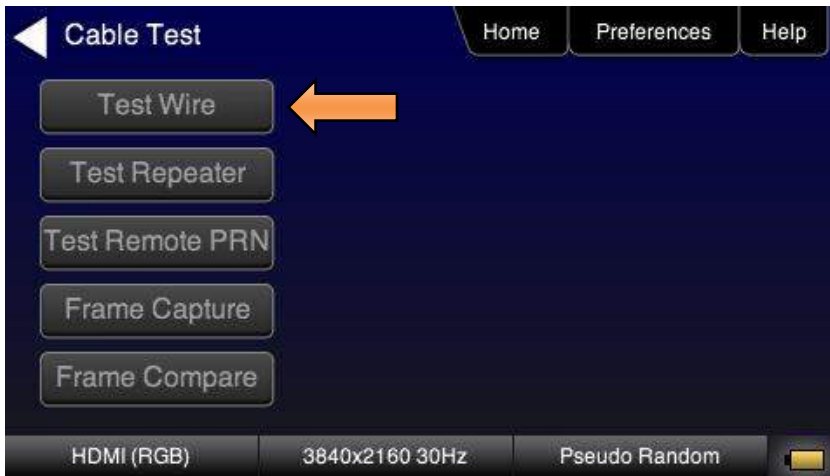 Cable Test
Home
Preferences
Help
Test Wire
Test Repeater
Test Remote PRN
Frame Capture
Frame Compare
HDMI (RGB)
3840x2160 30Hz
Pseudo Random